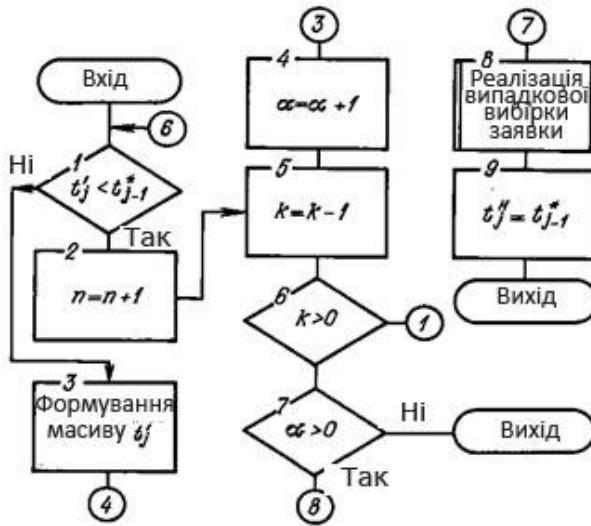 Вхід
6
Ні
1
t'j < t*j-1
Так
2
n=n+1
3
Формування
масиву t'j
4
3
4
α=α+1
5
k=k-1
6
k>0
1
7
α>0
Ні
Вихід
Так
8
7
8
Реалізація
випадкової
вибірки
заявки
9
t''j = t*j-1
Вихід